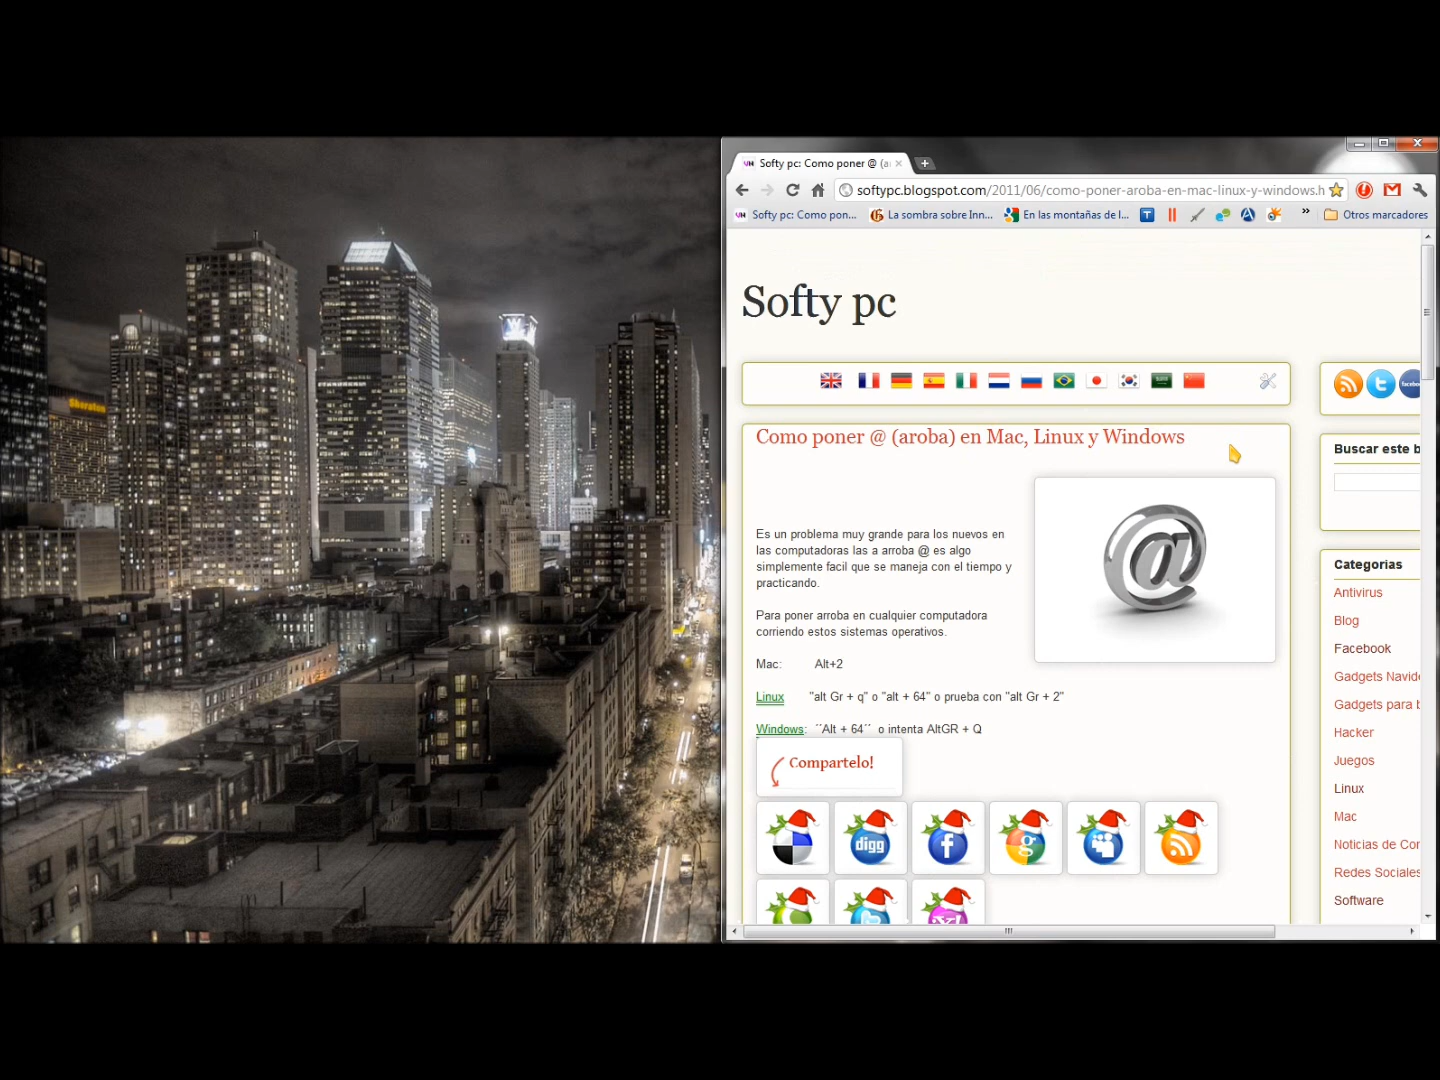 Sheraton
W
Softy pc: Como poner @ (a
softypc.blogspot.com/2011/06/como-poner-aroba-en-mac-linux-y-windows.h
Softy pc: Como pon...
La sombra sobre Inn...
En las montañas de l...
T
»
Otros marcadores
Softy pc
Como poner @ (aroba) en Mac, Linux y Windows
Es un problema muy grande para los nuevos en
las computadoras las a arroba @ es algo
simplemente facil que se maneja con el tiempo y
practicando.
Para poner arroba en cualquier computadora
corriendo estos sistemas operativos.
Mac: Alt+2
Linux "alt Gr + q" o "alt + 64" o prueba con "alt Gr + 2"
Windows: ´´Alt + 64´´ o intenta AltGR + Q
Compartelo!
digg
f
g
facebo
Buscar este b
Categorias
Antivirus
Blog
Facebook
Gadgets Navide
Gadgets para b
Hacker
Juegos
Linux
Mac
Noticias de Cor
Redes Sociales
Software